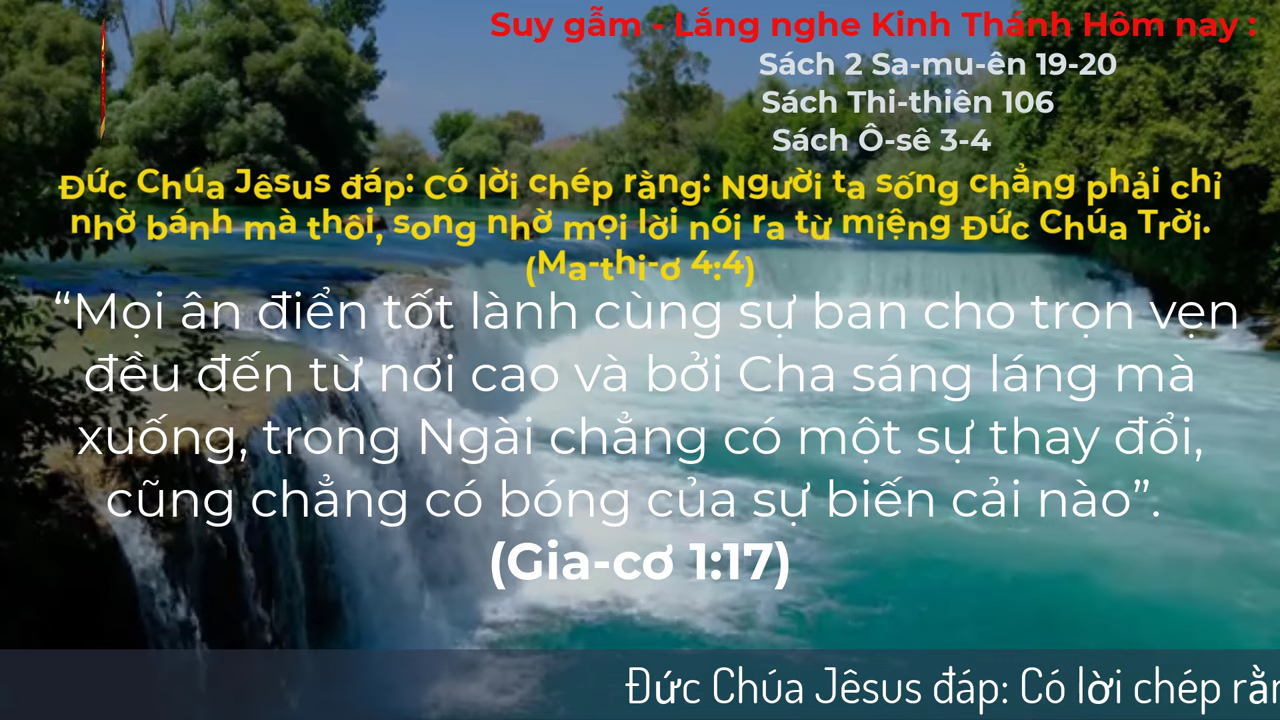 Suy gẫm - Lắng nghe Kinh Thánh Hôm nay :
Sách 2 Sa-mu-ên 19-20
Sách Thi-thiên 106
Sách Ô-sê 3-4
Đức Chúa Jêsus đáp: Có lời chép rằng: Người ta sống chẳng phải chỉ
nhờ bánh mà thôi, song nhờ mọi lời nói ra từ miệng Đức Chúa Trời.
(Ma-thi-ơ 4:4)
“Mọi ân điển tốt lành cùng sự ban cho trọn vẹn
đều đến từ nơi cao và bởi Cha sáng láng mà
xuống, trong Ngài chẳng có một sự thay đổi,
cũng chẳng có bóng của sự biến cải nào”.
(Gia-cơ 1:17)
Đức Chúa Jêsus đáp: Có lời chép